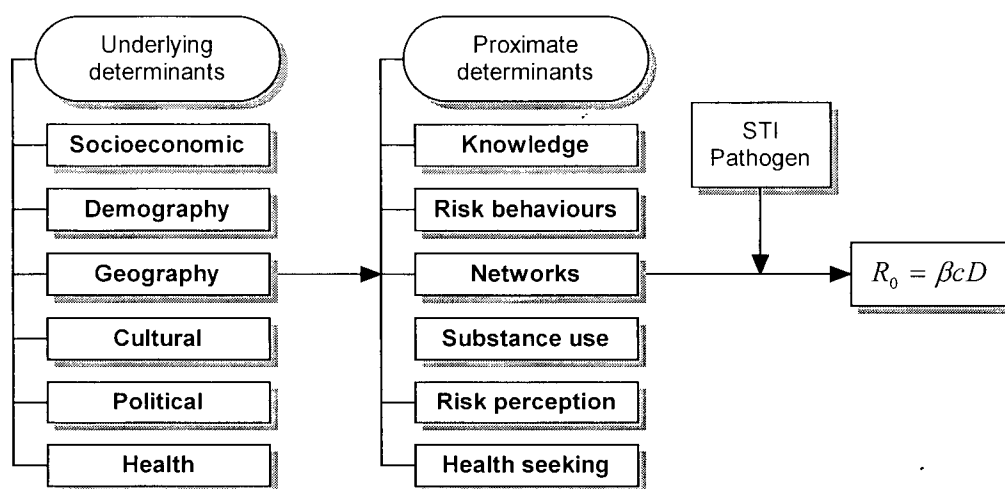 Underlying
determinants
Socioeconomic
Demography
Geography
Cultural
Political
Health
Proximate
determinants
Knowledge
Risk behaviours
Networks
Substance use
Risk perception
Health seeking
STI
Pathogen
R₀ = βcD